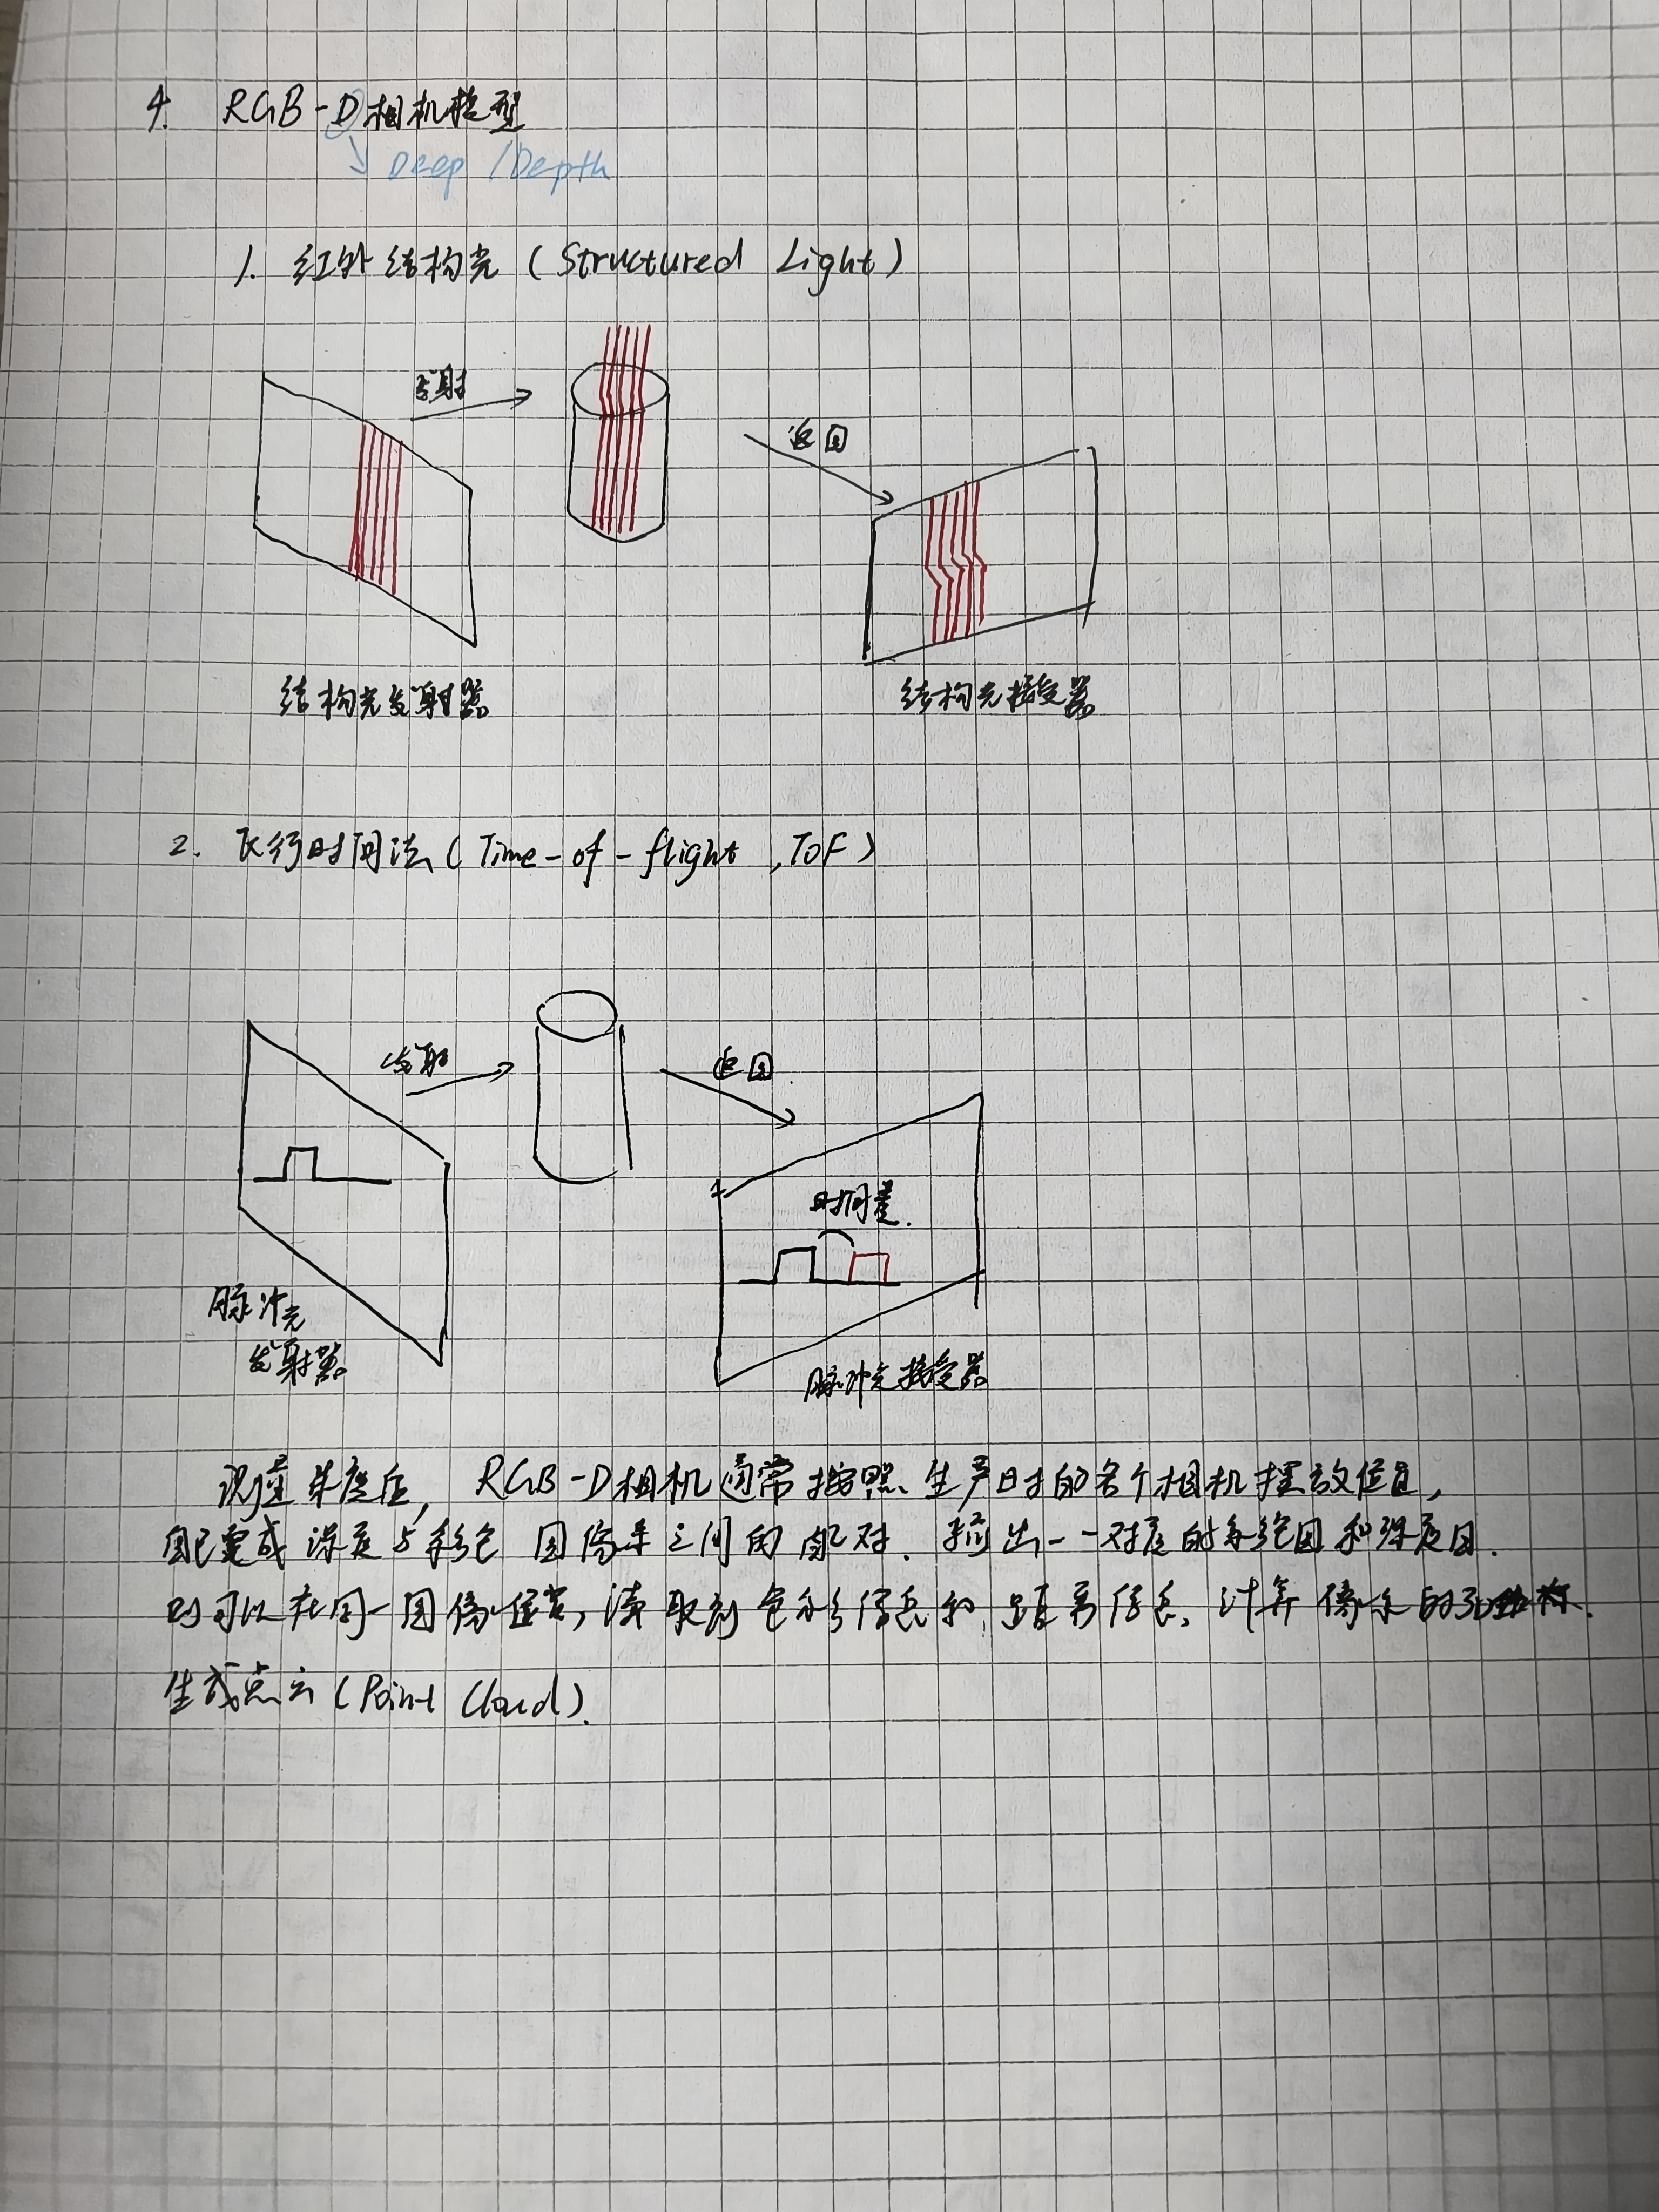 4. RGB-D相机模型
Deep / Depth
1. 红外结构光 (Structured Light)
发射
返回
结构光发射器
结构光接受器
2. 飞行时间法 (Time-of-flight, ToF)
发射
返回
时间差.
脉冲光
发射器
脉冲光接受器
测量深度后, RGB-D相机通常按照生产时的各个相机摆放位置,
完成深度与彩色图像素之间的配对. 输出一一对应的彩色图和深度图.
则可以在同一图像位置, 读取到色彩信息和距离信息, 计算像素的3D坐标.
生成点云 (Point Cloud).